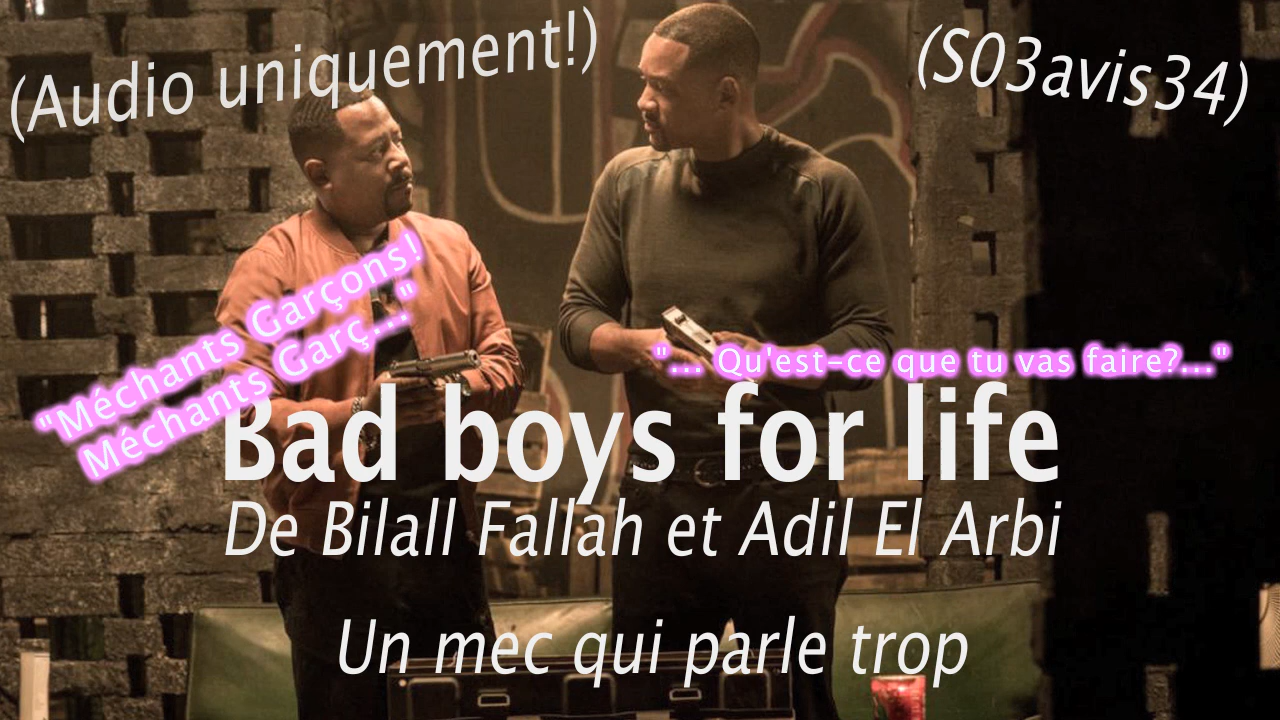 (Audio uniquement!)
(S03avis34)
"Méchants Garçons!
Méchants Garç..."
"... Qu'est-ce que tu vas faire?..."
Bad boys for life
De Bilall Fallah et Adil El Arbi
Un mec qui parle trop